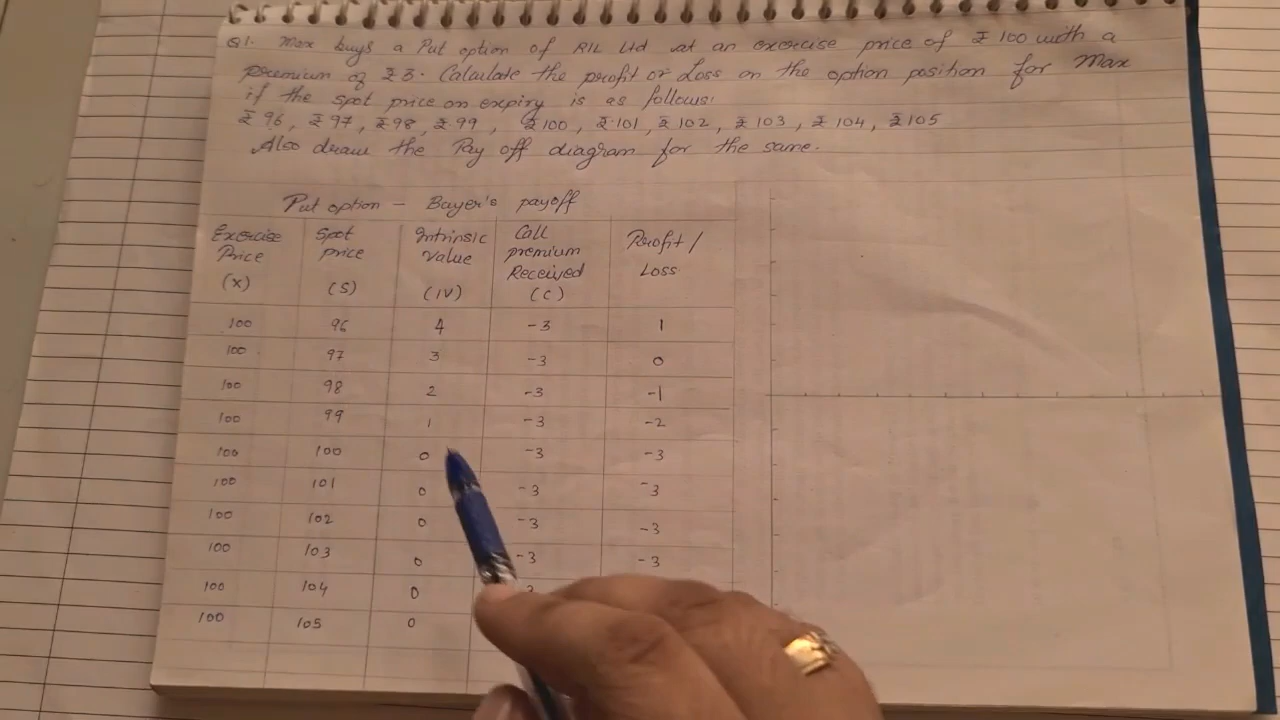 Q1. Max buys a Put option of RIL Ltd at an exercise price of ₹ 100 with a
premium of ₹ 3. Calculate the profit or Loss on the option position for Max
if the spot price on expiry is as follows:
₹ 96, ₹ 97, ₹ 98, ₹ 99, ₹ 100, ₹ 101, ₹ 102, ₹ 103, ₹ 104, ₹ 105
Also draw the Pay off diagram for the same.
Put option - Buyer's payoff
Exercise Price (X) Spot price (S) Intrinsic Value (IV) Call premium Received (C) Profit / Loss
100 96 4 -3 1
100 97 3 -3 0
100 98 2 -3 -1
100 99 1 -3 -2
100 100 0 -3 -3
100 101 0 -3 -3
100 102 0 -3 -3
100 103 0 -3 -3
100 104 0
100 105 0